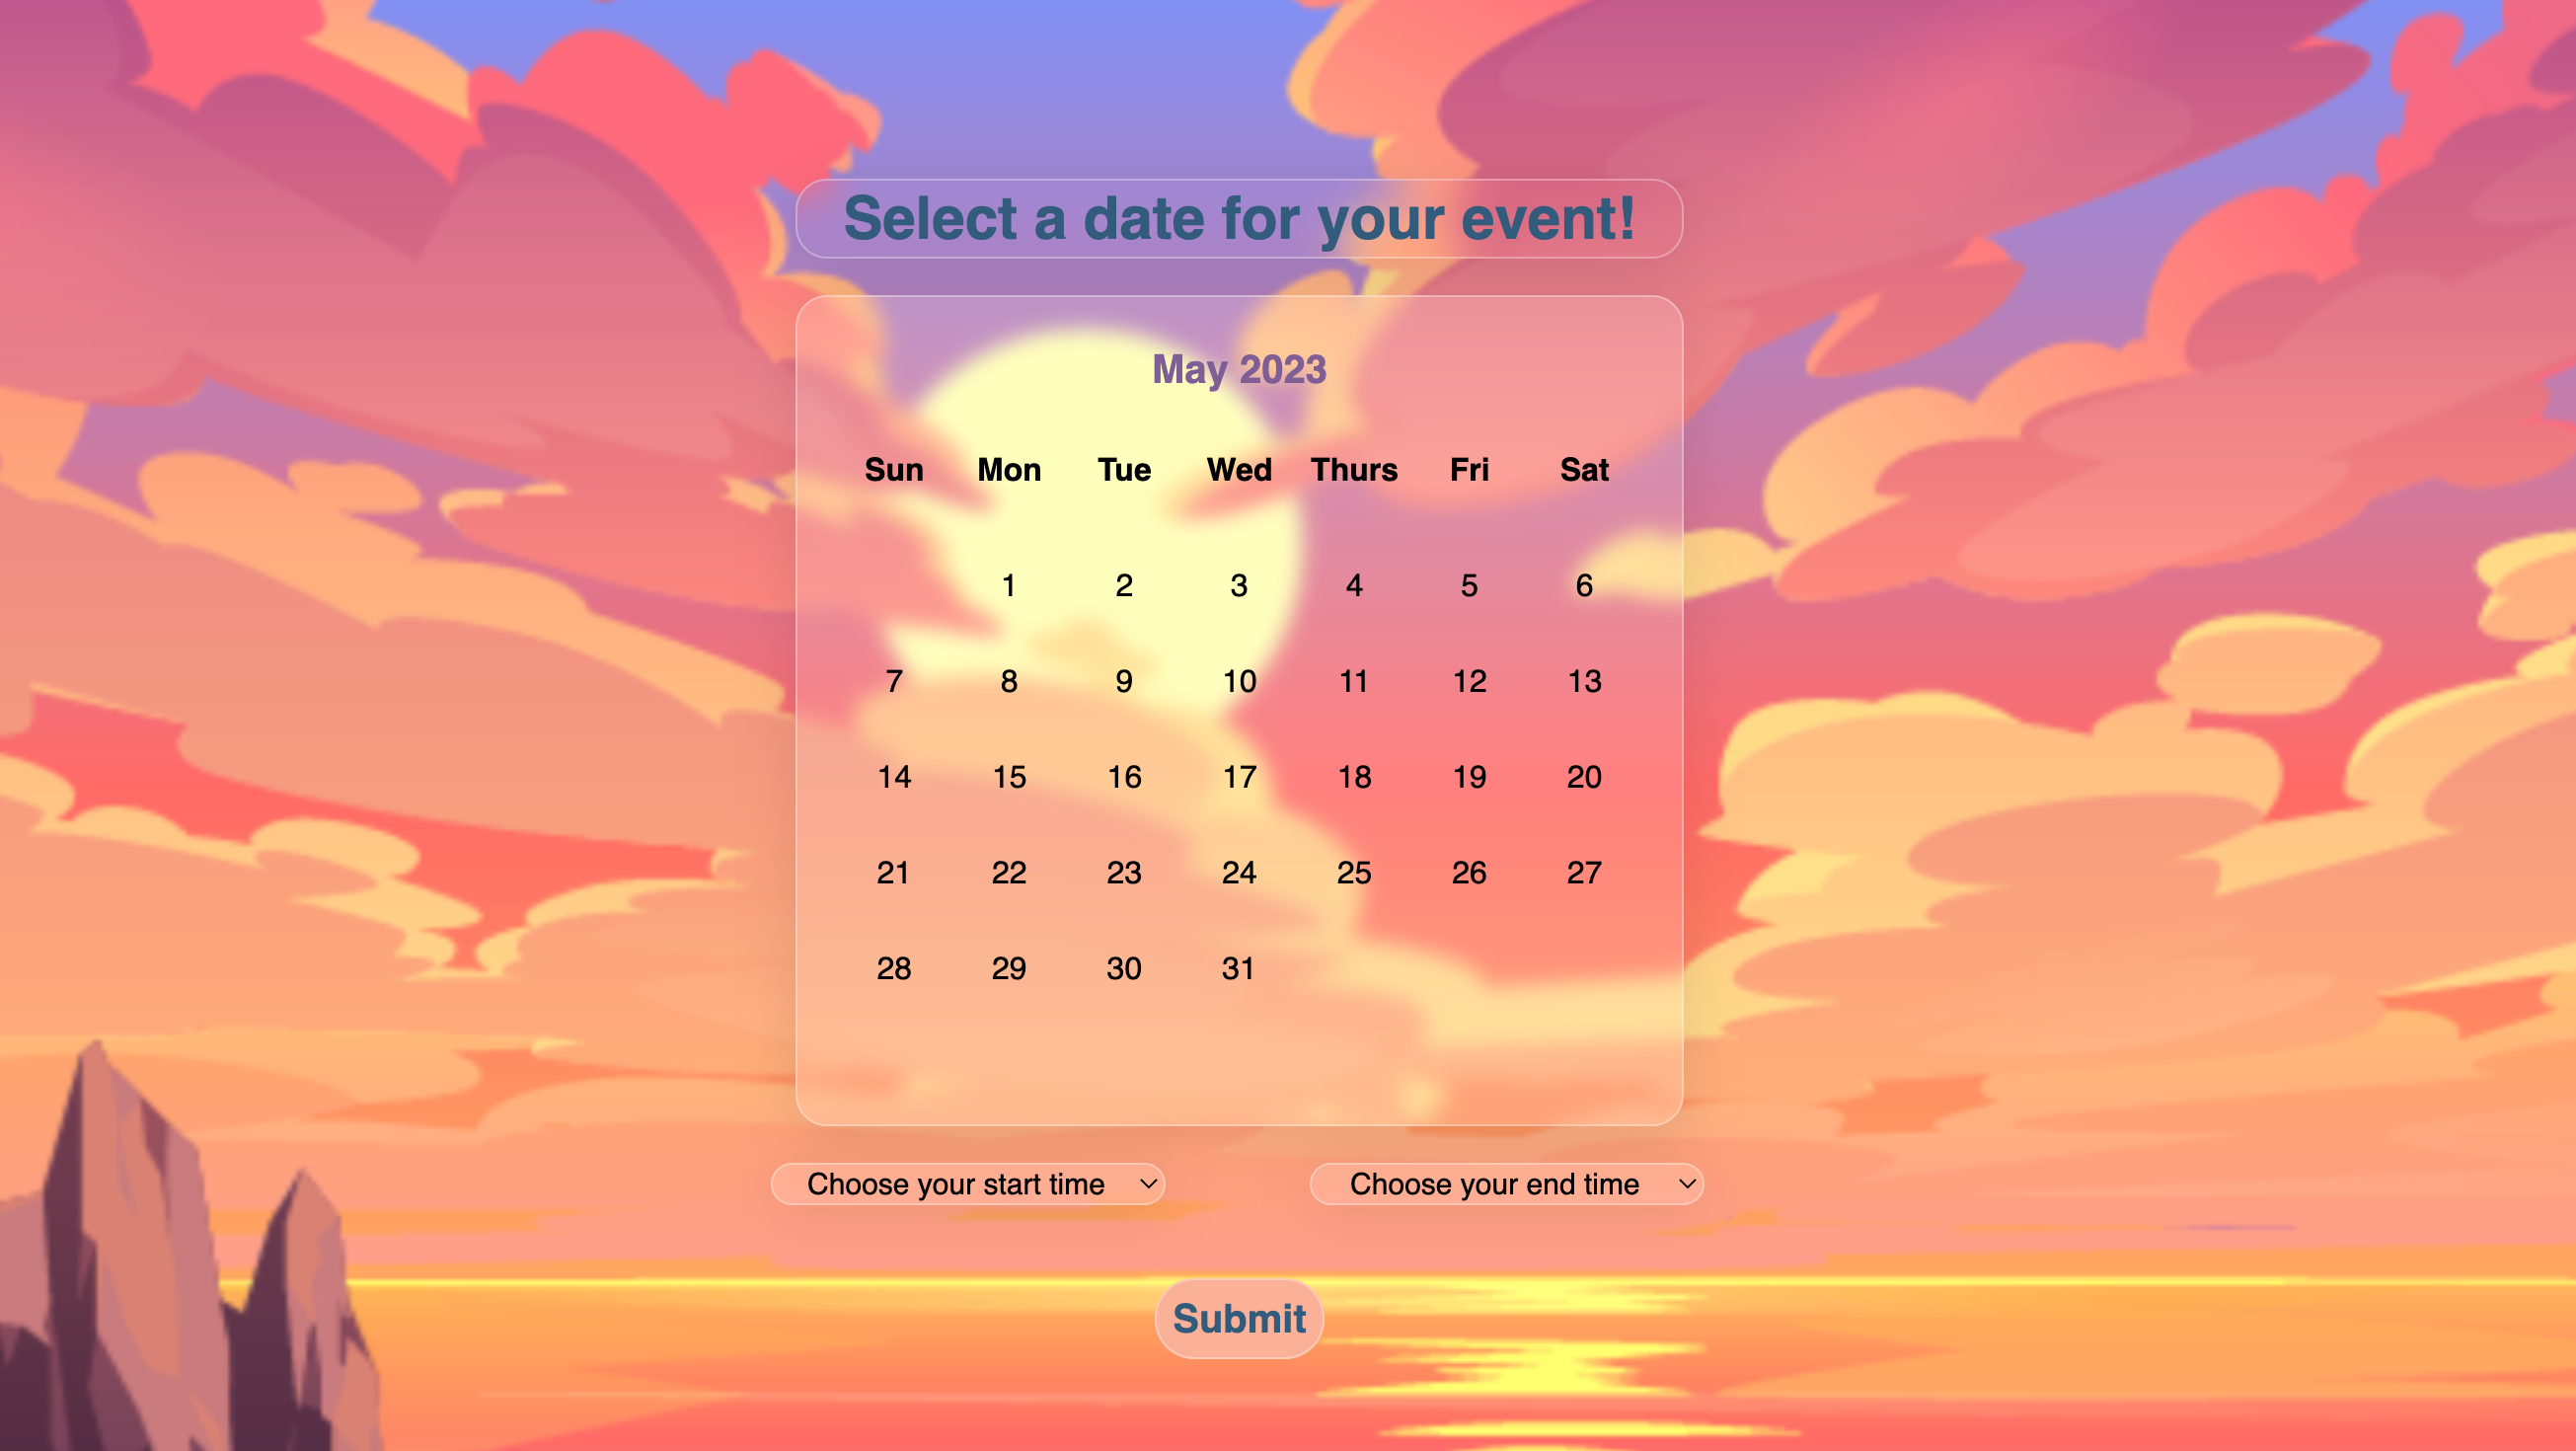 Select a date for your event!
May 2023
Sun Mon Tue Wed Thurs Fri Sat
1 2 3 4 5 6
7 8 9 10 11 12 13
14 15 16 17 18 19 20
21 22 23 24 25 26 27
28 29 30 31
Choose your start time Choose your end time
Submit